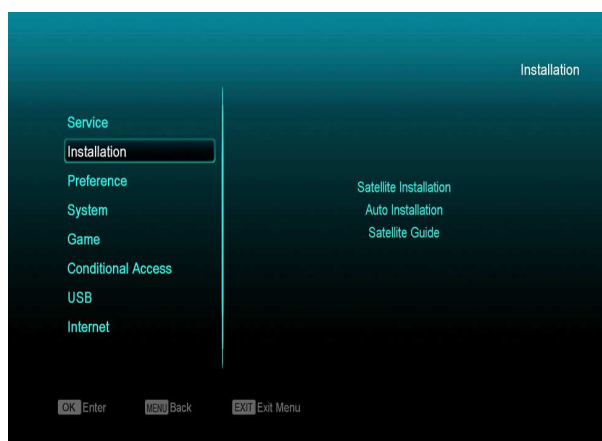 Installation
Service
Installation
Preference
System
Game
Conditional Access
USB
Internet
Satellite Installation
Auto Installation
Satellite Guide
OK Enter MENU Back EXIT Exit Menu